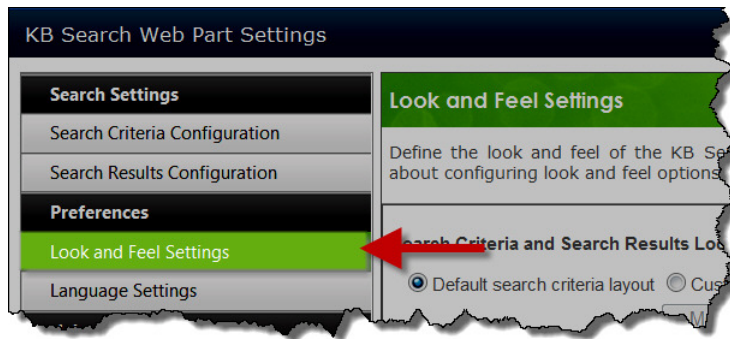 KB Search Web Part Settings
Search Settings
Search Criteria Configuration
Search Results Configuration
Preferences
Look and Feel Settings
Language Settings
Look and Feel Settings
Define the look and feel of the KB Se
about configuring look and feel options
Search Criteria and Search Results Loo
Default search criteria layout Cus
M